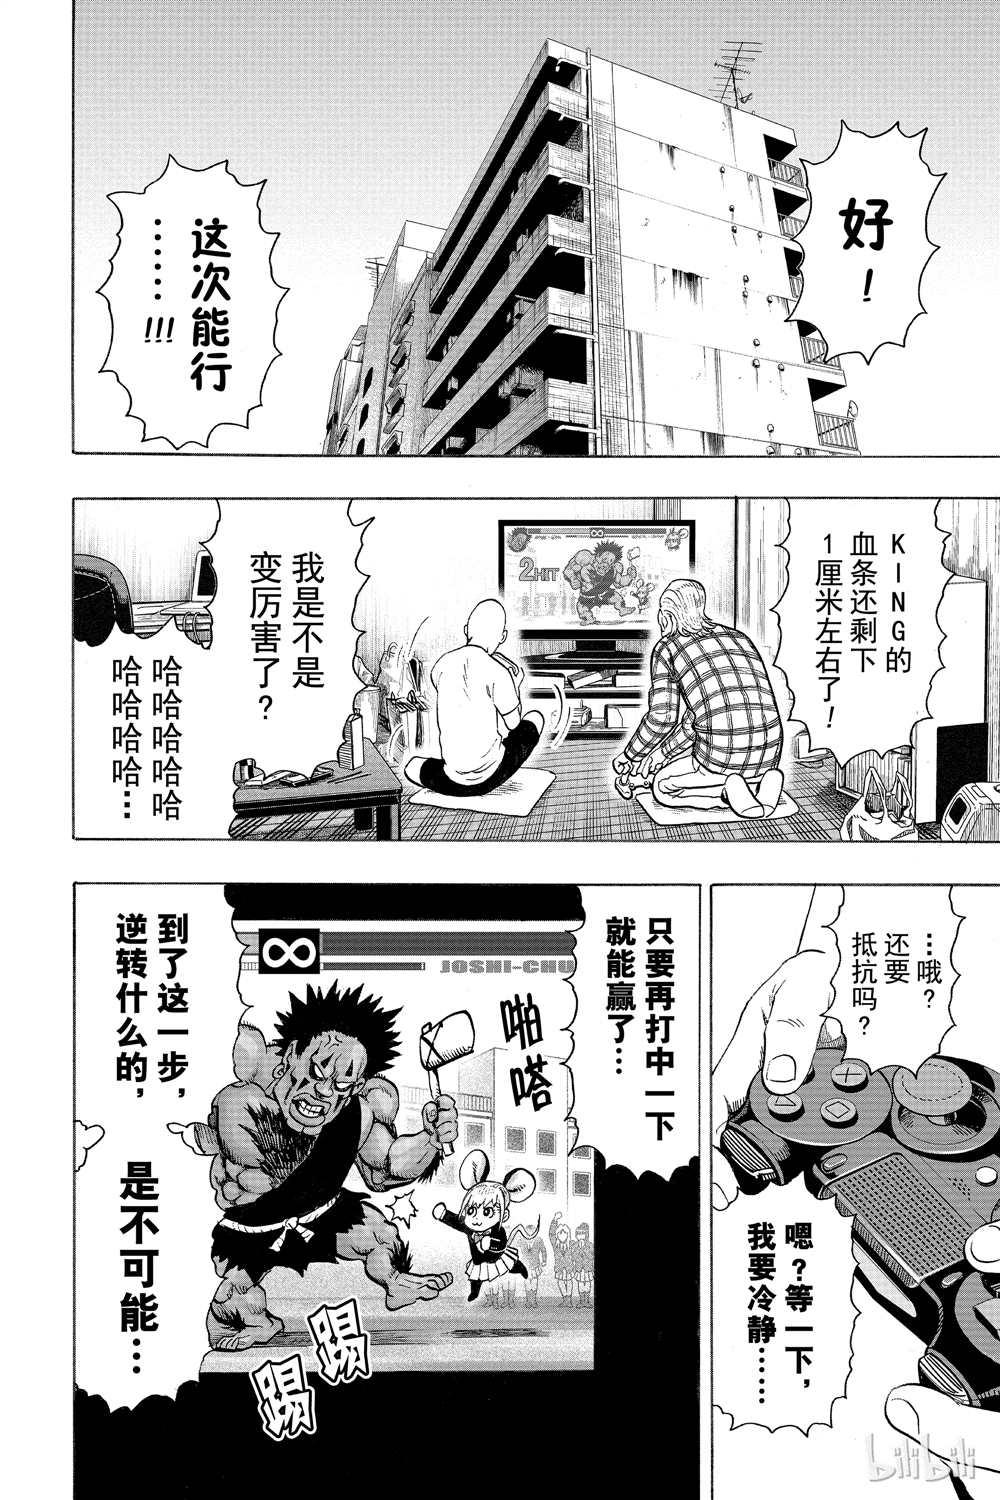 好！
这次能行
……!!!
KING的
血条还剩下
1厘米左右了！
2HIT
∞
我是不是
变厉害了？
哈哈哈哈哈
哈哈哈哈…
…哦？
还要
抵抗吗？
嗯？等一下，
我要冷静……
只要再打中一下
就能赢了…
∞
JOSHI-CHU
啪嗒
踢
踢
到了这一步，
逆转什么的，
是不可能…
bilibili